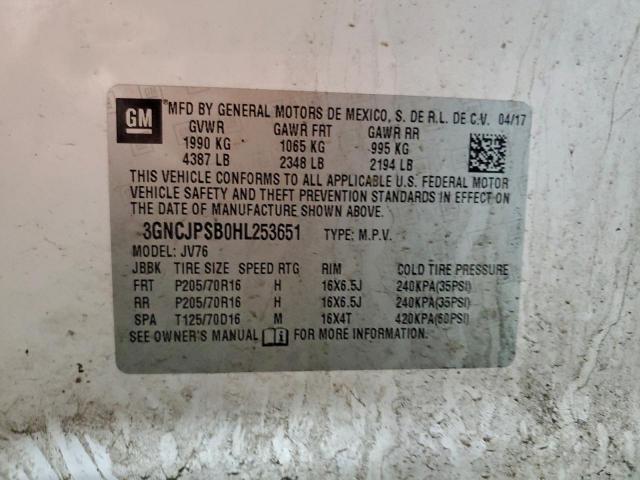 GM ®MFD BY GENERAL MOTORS DE MEXICO, S. DE R.L. DE C.V. 04/17
GVWR GAWR FRT GAWR RR
1990 KG 1065 KG 995 KG
4387 LB 2348 LB 2194 LB
THIS VEHICLE CONFORMS TO ALL APPLICABLE U.S. FEDERAL MOTOR
VEHICLE SAFETY AND THEFT PREVENTION STANDARDS IN EFFECT ON
THE DATE OF MANUFACTURE SHOWN ABOVE.
3GNCJPSB0HL253651 TYPE: M.P.V.
MODEL: JV76
JBBK TIRE SIZE SPEED RTG RIM COLD TIRE PRESSURE
FRT P205/70R16 H 16X6.5J 240KPA(35PSI)
RR P205/70R16 H 16X6.5J 240KPA(35PSI)
SPA T125/70D16 M 16X4T 420KPA(60PSI)
SEE OWNER'S MANUAL FOR MORE INFORMATION.